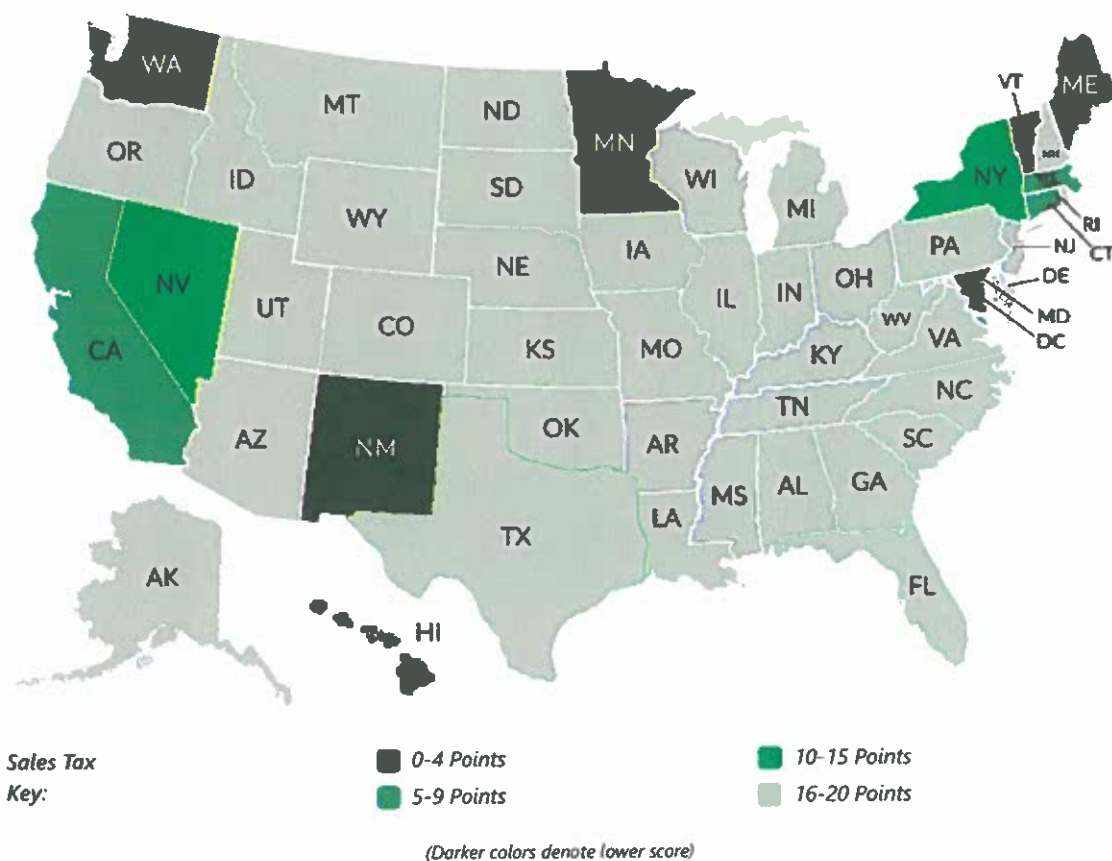 WA
MT
ND
MN
VT
ME
OR
ID
SD
WI
NY
WY
MI
RI
CT
NV
IA
PA
NJ
NE
DE
UT
IL
IN
OH
MD
CO
WV
DC
CA
KS
MO
KY
VA
NC
TN
AZ
NM
OK
AR
SC
MS
AL
GA
LA
TX
AK
FL
HI
Sales Tax
Key:
0-4 Points
5-9 Points
10-15 Points
16-20 Points
(Darker colors denote lower score)